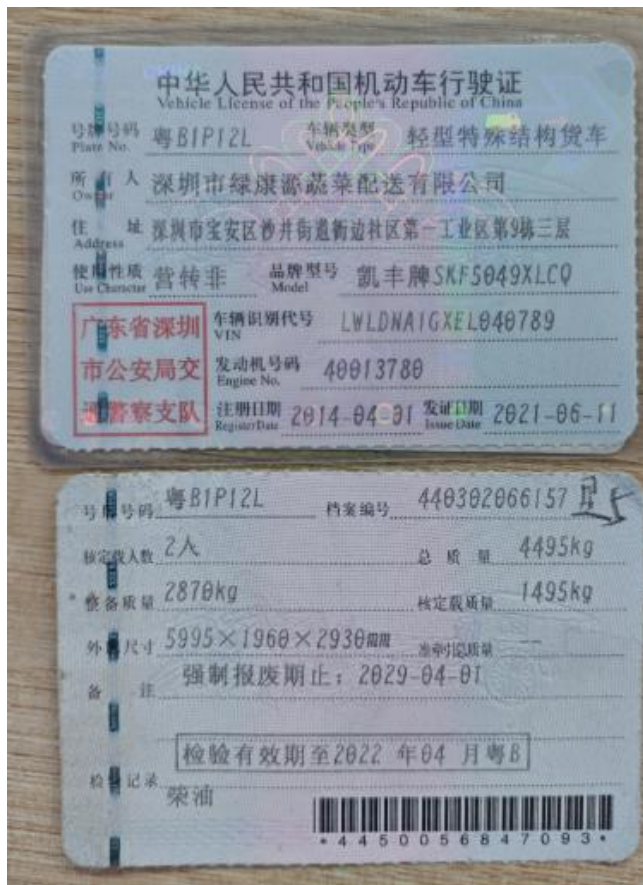 中华人民共和国机动车行驶证
Vehicle License of the People's Republic of China
号牌号码 粤B1P12L 车辆类型 轻型特殊结构货车
Plate No. Vehicle Type
所有人 深圳市绿康源蔬菜配送有限公司
Owner
住址 深圳市宝安区沙井街道衙边社区第一工业区第9栋三层
Address
使用性质 营转非 品牌型号 凯丰牌SKF5049XLCQ
Use Character Model
广东省深圳 车辆识别代号 LWLDNA1GXEL040789
VIN
市公安局交 发动机号码 40013780
Engine No.
通警察支队 注册日期 2014-04-01 发证日期 2021-06-11
Register Date Issue Date
号牌号码 粤B1P12L 档案编号 440302066157
核定载人数 2人 总质量 4495kg
整备质量 2870kg 核定载质量 1495kg
外廓尺寸 5995×1960×2930mm 准牵引总质量 --
备注 强制报废期止：2029-04-01
检验有效期至2022 年04 月粤B
检验记录
柴油
*4450056847093*